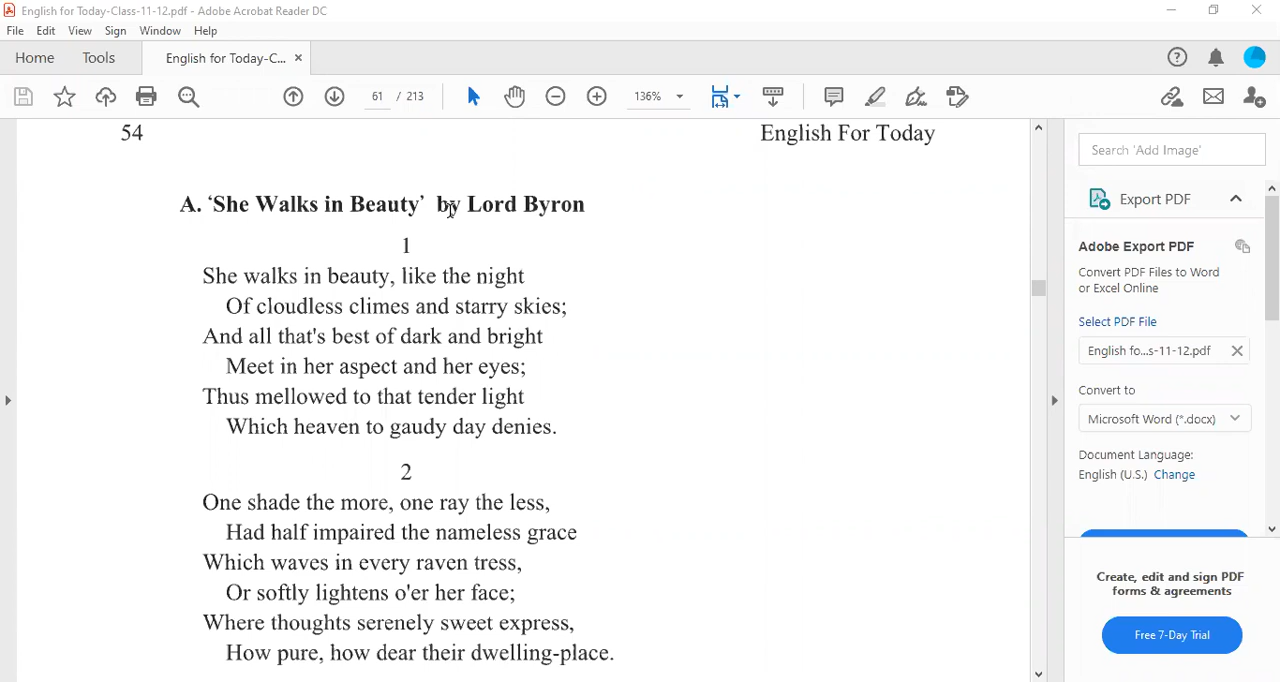 English for Today-Class-11-12.pdf - Adobe Acrobat Reader DC
File Edit View Sign Window Help
Home Tools English for Today-C... ×
61 / 213 136%
54 English For Today
A. ‘She Walks in Beauty’ by Lord Byron
1
She walks in beauty, like the night
Of cloudless climes and starry skies;
And all that's best of dark and bright
Meet in her aspect and her eyes;
Thus mellowed to that tender light
Which heaven to gaudy day denies.
2
One shade the more, one ray the less,
Had half impaired the nameless grace
Which waves in every raven tress,
Or softly lightens o'er her face;
Where thoughts serenely sweet express,
How pure, how dear their dwelling-place.
Search 'Add Image'
Export PDF
Adobe Export PDF
Convert PDF Files to Word
or Excel Online
Select PDF File
English fo...s-11-12.pdf
Convert to
Microsoft Word (*.docx)
Document Language:
English (U.S.) Change
Create, edit and sign PDF
forms & agreements
Free 7-Day Trial